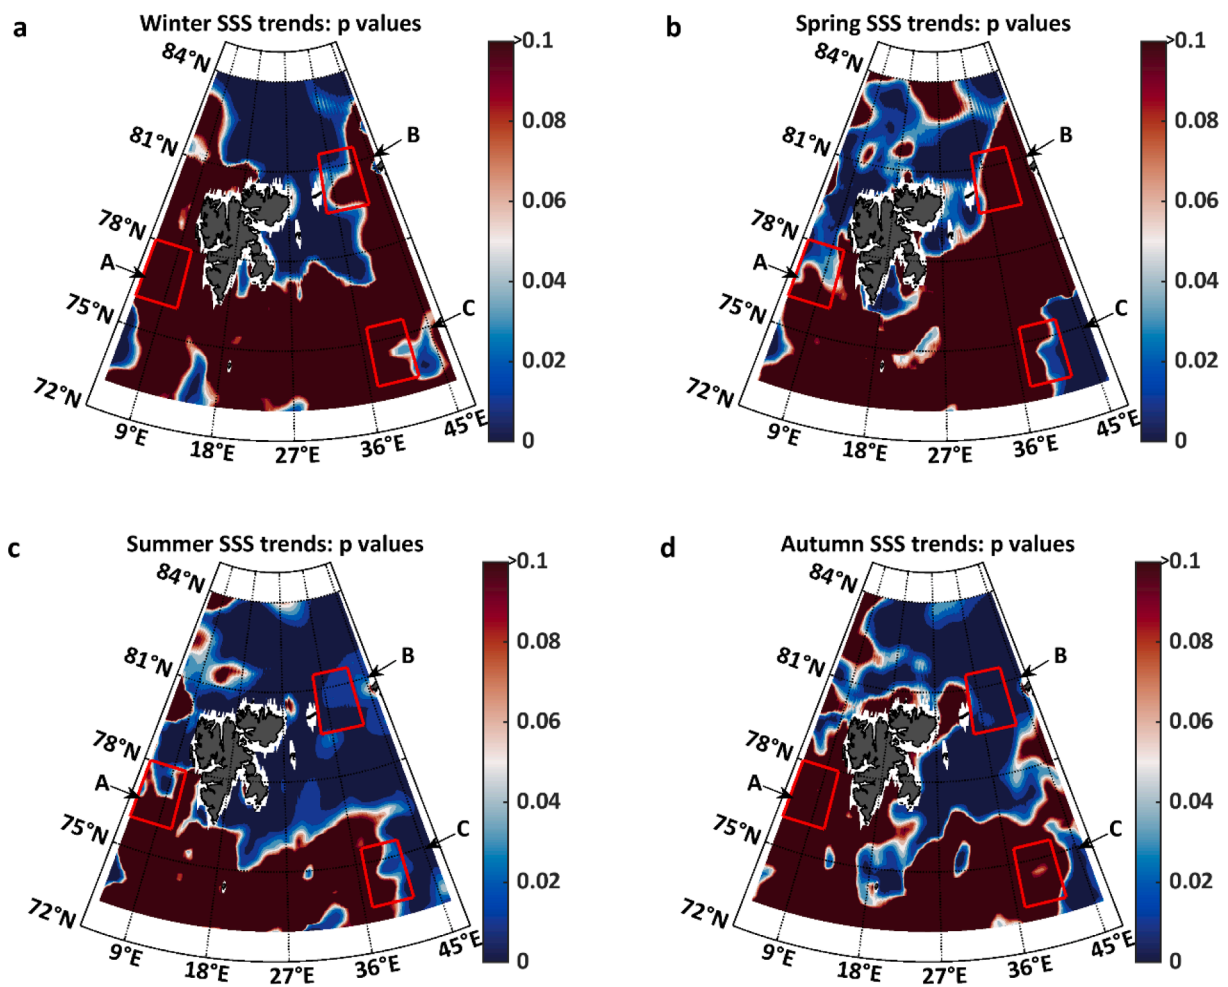 a
Winter SSS trends: p values
84°N
81°N
78°N
75°N
72°N
9°E
18°E
27°E
36°E
45°E
A
B
C
>0.1
0.08
0.06
0.04
0.02
0
b
Spring SSS trends: p values
84°N
81°N
78°N
75°N
72°N
9°E
18°E
27°E
36°E
45°E
A
B
C
>0.1
0.08
0.06
0.04
0.02
0
c
Summer SSS trends: p values
84°N
81°N
78°N
75°N
72°N
9°E
18°E
27°E
36°E
45°E
A
B
C
>0.1
0.08
0.06
0.04
0.02
0
d
Autumn SSS trends: p values
84°N
81°N
78°N
75°N
72°N
9°E
18°E
27°E
36°E
45°E
A
B
C
>0.1
0.08
0.06
0.04
0.02
0